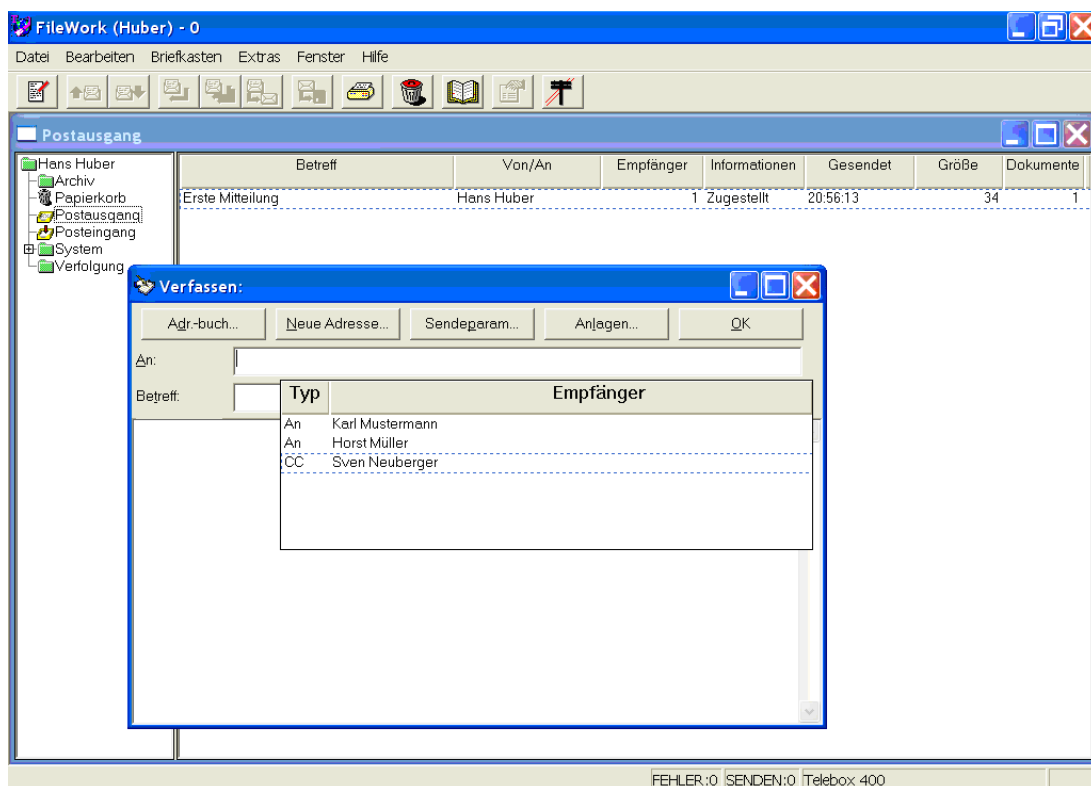 FileWork (Huber) - 0
Datei Bearbeiten Briefkasten Extras Fenster Hilfe
Postausgang
Hans Huber
Archiv
Papierkorb
Postausgang
Posteingang
System
Verfolgung
Betreff Von/An Empfänger Informationen Gesendet Größe Dokumente
Erste Mitteilung Hans Huber 1 Zugestellt 20:56:13 34 1
Verfassen:
Adr.-buch... Neue Adresse... Sendeparam... Anlagen... OK
An:
Betreff:
Typ Empfänger
An Karl Mustermann
An Horst Müller
CC Sven Neuberger
FEHLER:0 SENDEN:0 Telebox 400